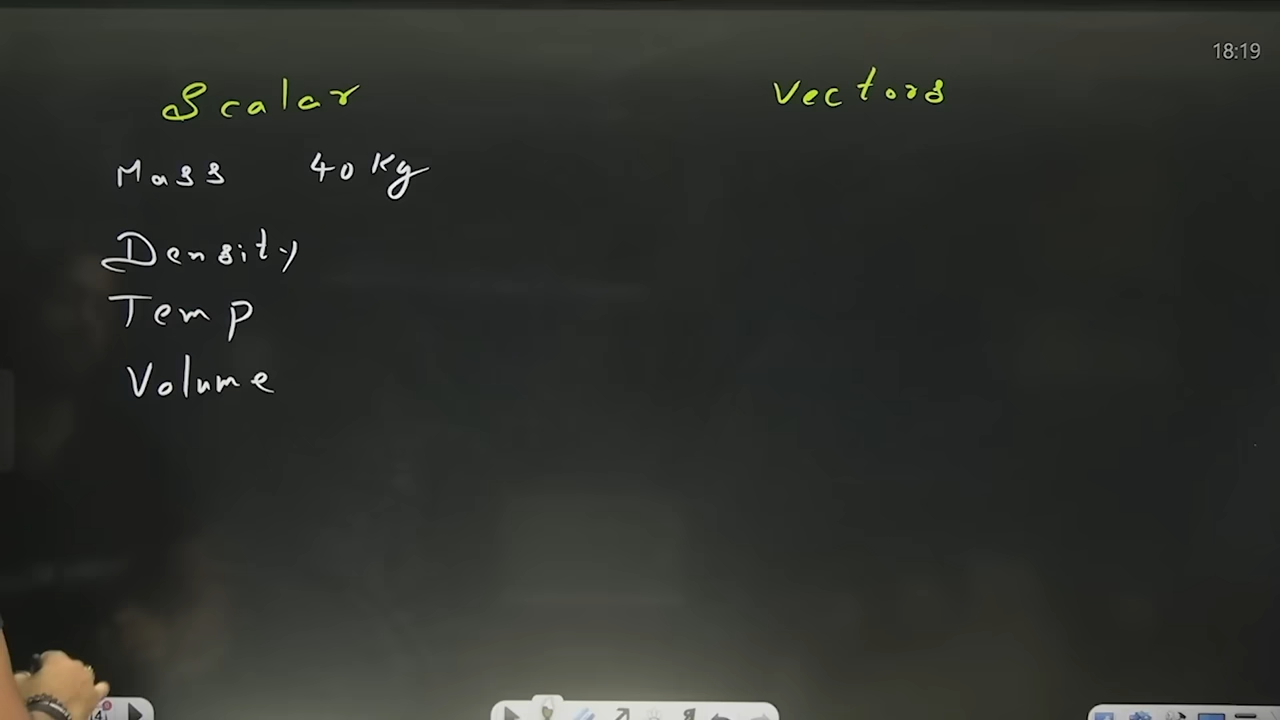 18:19
Scalar Vectors
Mass 40 Kg
Density
Temp
Volume